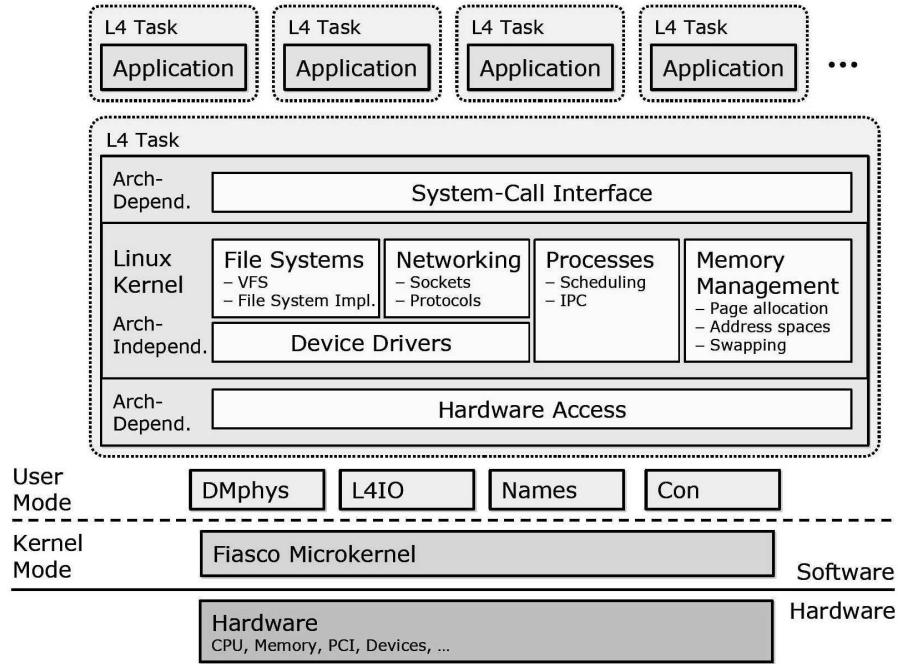 L4 Task
Application
L4 Task
Application
L4 Task
Application
L4 Task
Application
...
L4 Task
Arch-
Depend.
System-Call Interface
Linux
Kernel
Arch-
Independ.
File Systems
– VFS
– File System Impl.
Networking
– Sockets
– Protocols
Device Drivers
Processes
– Scheduling
– IPC
Memory
Management
– Page allocation
– Address spaces
– Swapping
Arch-
Depend.
Hardware Access
User
Mode
DMphys
L4IO
Names
Con
Kernel
Mode
Fiasco Microkernel
Software
Hardware
Hardware
CPU, Memory, PCI, Devices, ...